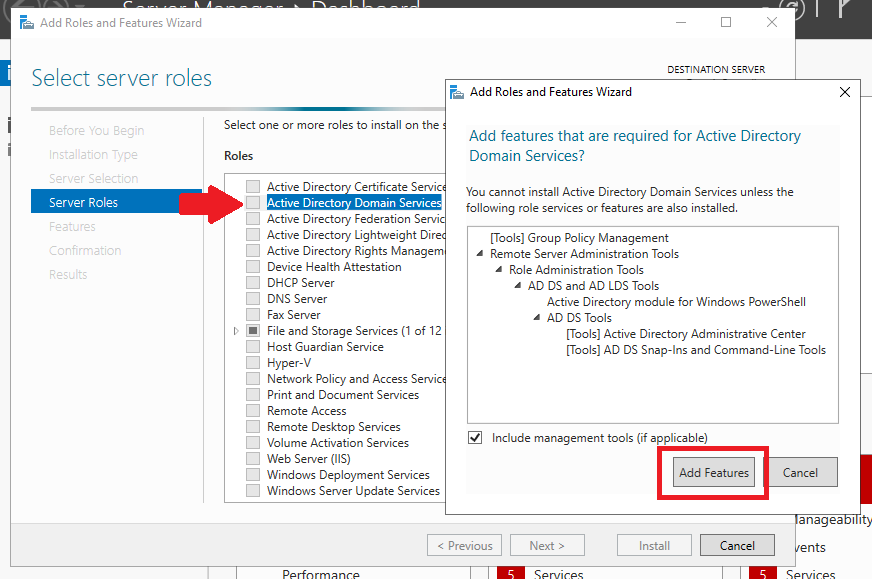 Server Manager › Dashboard
Add Roles and Features Wizard
Select server roles
DESTINATION SERVER
Before You Begin
Installation Type
Server Selection
Server Roles
Features
Confirmation
Results
Select one or more roles to install on the s
Roles
Active Directory Certificate Service
Active Directory Domain Services
Active Directory Federation Servic
Active Directory Lightweight Direc
Active Directory Rights Managem
Device Health Attestation
DHCP Server
DNS Server
Fax Server
File and Storage Services (1 of 12
Host Guardian Service
Hyper-V
Network Policy and Access Service
Print and Document Services
Remote Access
Remote Desktop Services
Volume Activation Services
Web Server (IIS)
Windows Deployment Services
Windows Server Update Services
< Previous
Next >
Install
Cancel
Add Roles and Features Wizard
Add features that are required for Active Directory
Domain Services?
You cannot install Active Directory Domain Services unless the
following role services or features are also installed.
[Tools] Group Policy Management
Remote Server Administration Tools
Role Administration Tools
AD DS and AD LDS Tools
Active Directory module for Windows PowerShell
AD DS Tools
[Tools] Active Directory Administrative Center
[Tools] AD DS Snap-Ins and Command-Line Tools
Include management tools (if applicable)
Add Features
Cancel
anageability
vents
Performance
5 Services
5 Services